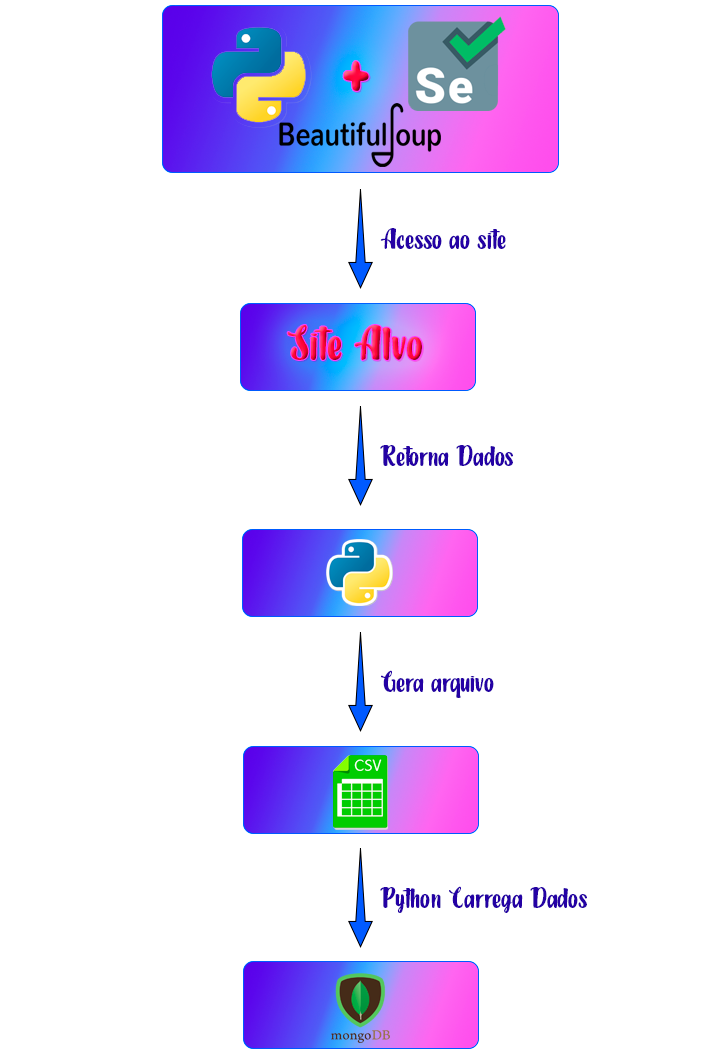 Se
BeautifulSoup
Acesso ao site
Site Alvo
Retorna Dados
Gera arquivo
CSV
Python Carrega Dados
mongoDB